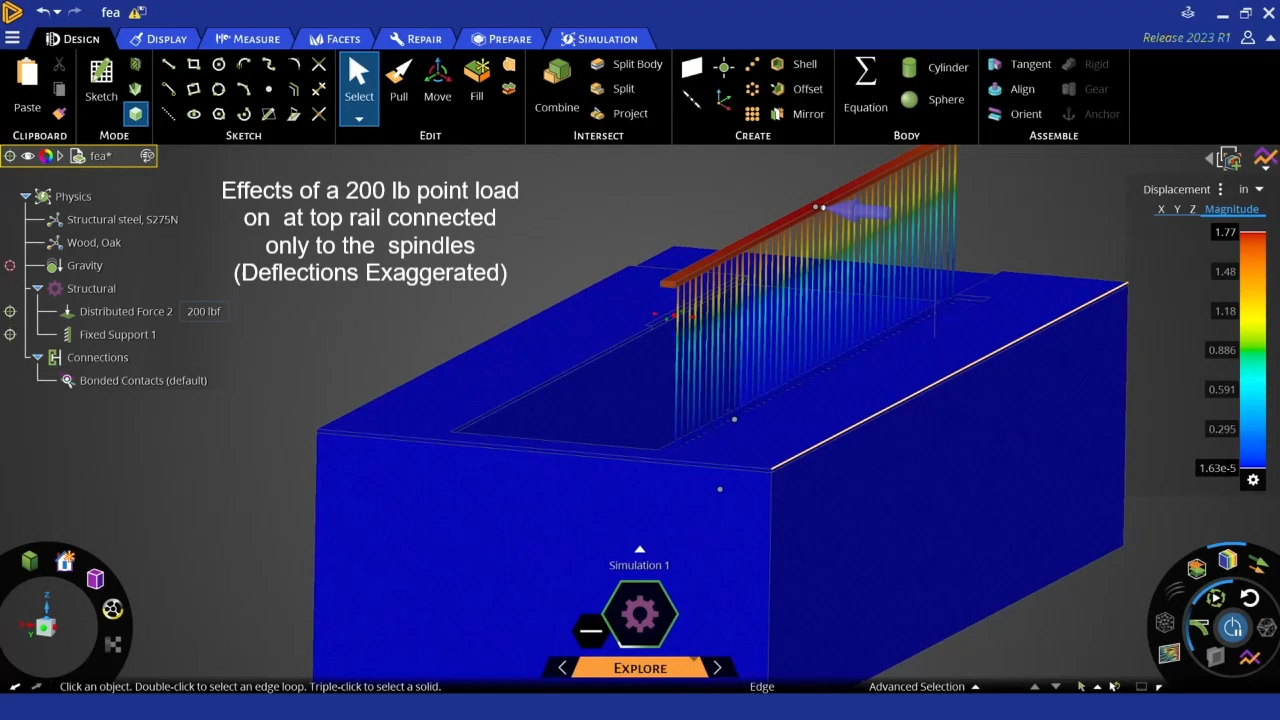 fea
Design
Display
Measure
Facets
Repair
Prepare
Simulation
Release 2023 R1
Paste
Clipboard
Sketch
Mode
Sketch
Select
Pull
Move
Fill
Edit
Combine
Split Body
Split
Project
Intersect
Shell
Offset
Mirror
Create
Equation
Cylinder
Sphere
Body
Tangent
Align
Orient
Rigid
Gear
Anchor
Assemble
fea*
Physics
Structural steel, S275N
Wood, Oak
Gravity
Structural
Distributed Force 2 200 lbf
Fixed Support 1
Connections
Bonded Contacts (default)
Effects of a 200 lb point load
on at top rail connected
only to the spindles
(Deflections Exaggerated)
Displacement in
X Y Z Magnitude
1.77
1.48
1.18
0.886
0.591
0.295
1.63e-5
Z
Y
Simulation 1
Explore
Click an object. Double-click to select an edge loop. Triple-click to select a solid.
Edge
Advanced Selection